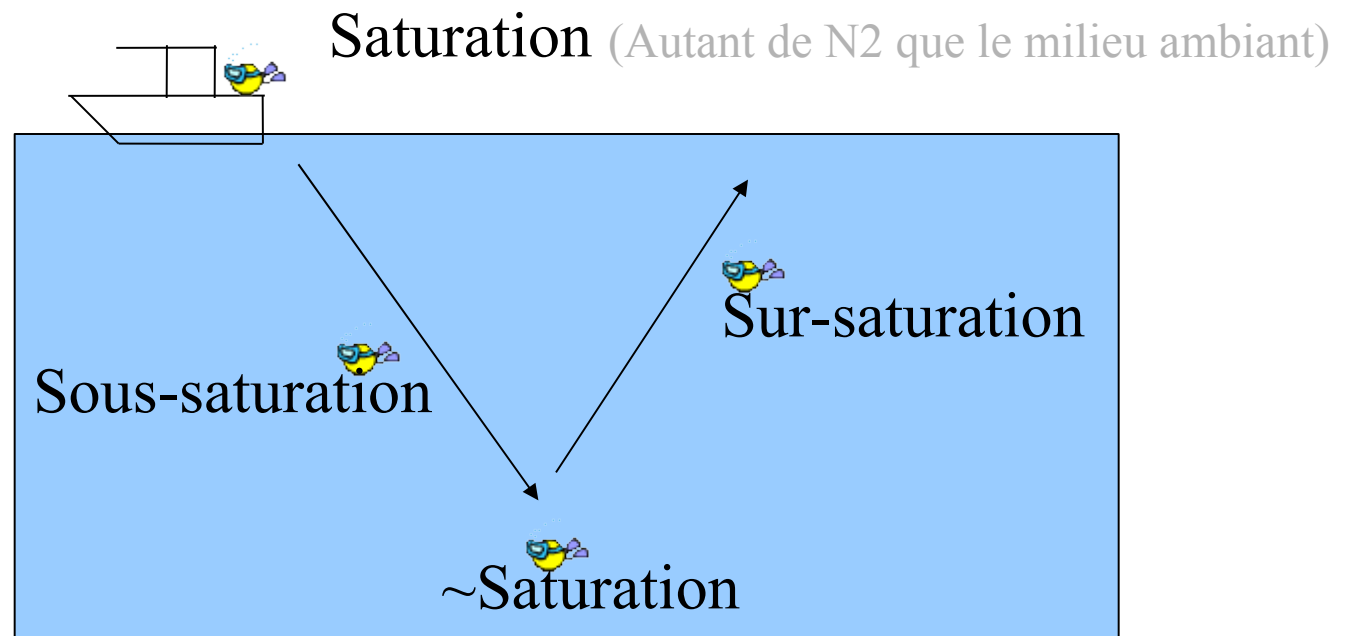 Saturation (Autant de N2 que le milieu ambiant)
Sur-saturation
Sous-saturation
~Saturation